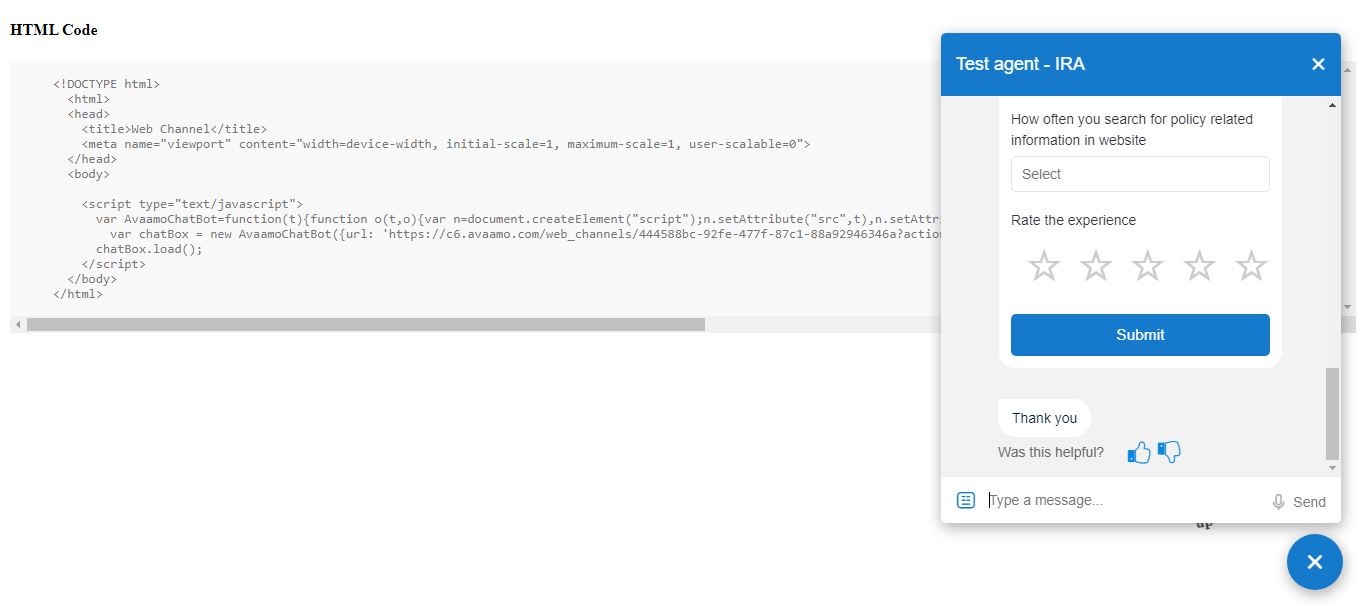 HTML Code
<!DOCTYPE html>
<html>
<head>
<title>Web Channel</title>
<meta name="viewport" content="width=device-width, initial-scale=1, maximum-scale=1, user-scalable=0">
</head>
<body>
<script type="text/javascript">
var AvaamoChatBot=function(t){function o(t,o){var n=document.createElement("script");n.setAttribute("src",t),n.setAttr
var chatBox = new AvaamoChatBot({url: 'https://c6.avaamo.com/web_channels/444588bc-92fe-477f-87c1-88a92946346a?action
chatBox.load();
</script>
</body>
</html>
Test agent - IRA
How often you search for policy related
information in website
Select
Rate the experience
Submit
Thank you
Was this helpful?
Type a message...
Send
up